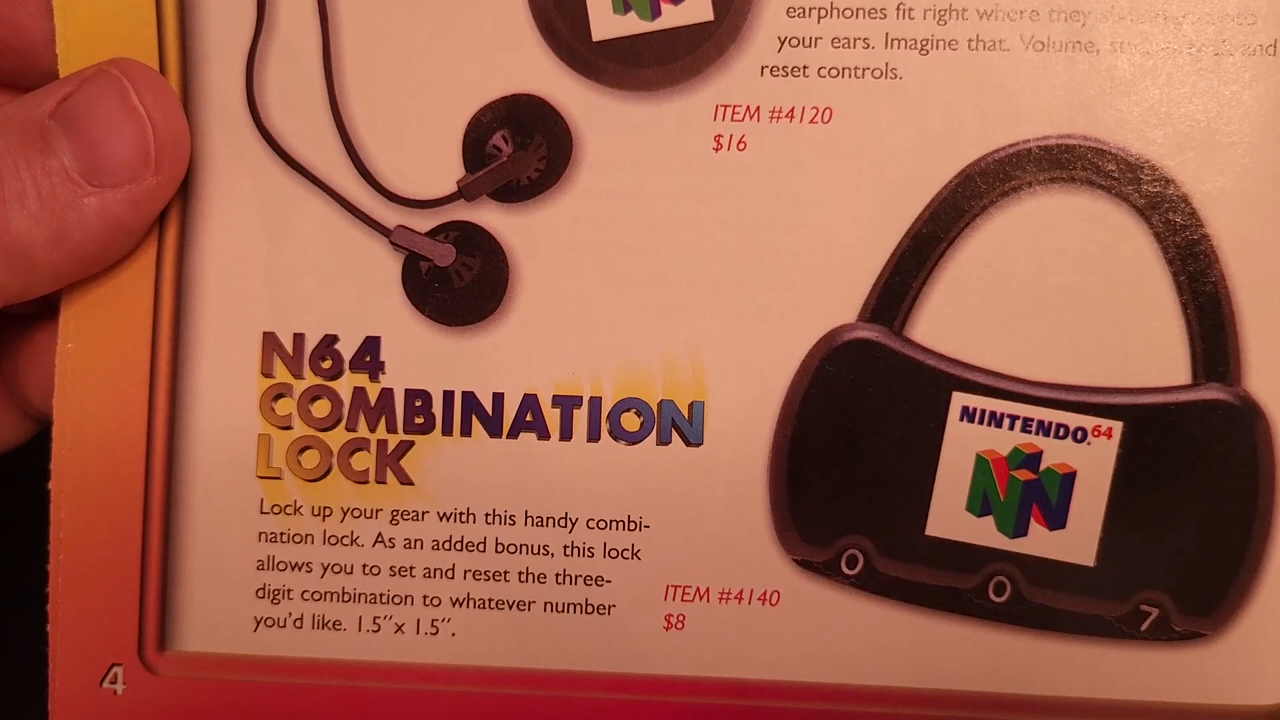 earphones fit right where they
your ears. Imagine that. Volume, and
reset controls.
ITEM #4120
$16
N64
COMBINATION
LOCK
Lock up your gear with this handy combi-
nation lock. As an added bonus, this lock
allows you to set and reset the three-
digit combination to whatever number
you'd like. 1.5"x 1.5".
ITEM #4140
$8
NINTENDO 64
0
0
7
4